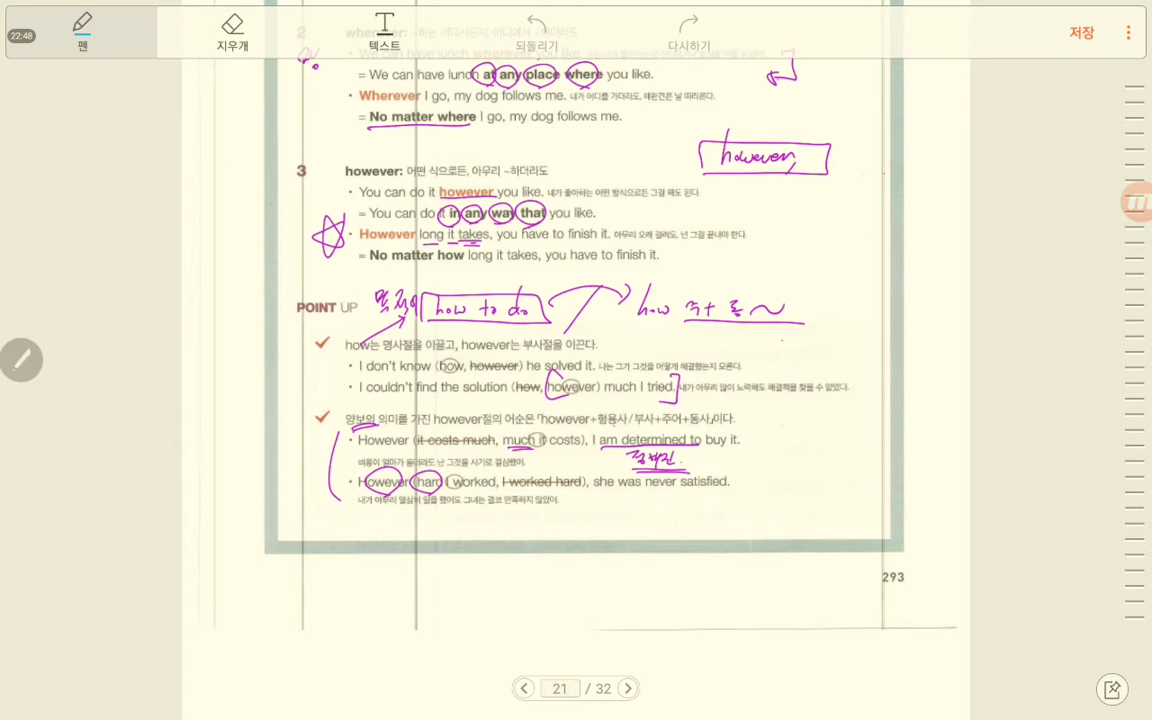 22:48
펜
지우개
텍스트
되돌리기
다시하기
저장
2
We can have lunch wherever you like.
= We can have lunch at any place where you like.
• Wherever I go, my dog follows me. 내가 어디를 가더라도, 애완견은 날 따라온다.
= No matter where I go, my dog follows me.
however,
3 however: 어떤 식으로든, 아무리 ~하더라도
• You can do it however you like. 네가 좋아하는 어떤 방식으로든 그걸 해도 된다.
= You can do it in any way that you like.
• However long it takes, you have to finish it. 아무리 오래 걸려도, 넌 그걸 끝내야 한다.
= No matter how long it takes, you have to finish it.
POINT UP
how to do
how 주+동~
how는 명사절을 이끌고, however는 부사절을 이끈다.
• I don't know (how, however) he solved it. 나는 그가 그것을 어떻게 해결했는지 모른다.
• I couldn't find the solution (how, however) much I tried. 내가 아무리 많이 노력해도 해결책을 찾을 수 없었다.
양보의 의미를 가진 however절의 어순은 「however+형용사/부사+주어+동사」이다.
• However (it costs much, much it costs), I am determined to buy it.
비용이 얼마가 들더라도 난 그것을 사기로 결심했어.
• However (hard I worked, I worked hard), she was never satisfied.
내가 아무리 열심히 일을 했어도 그녀는 결코 만족하지 않았어.
293
21 / 32